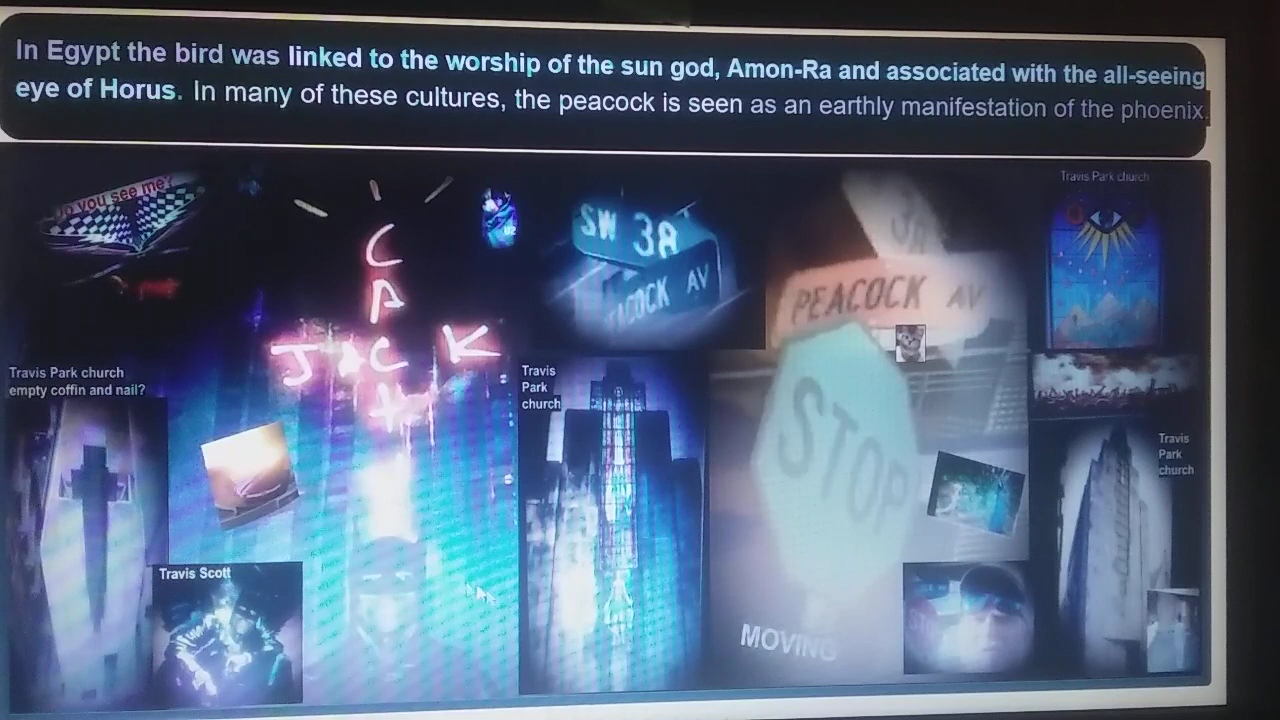 In Egypt the bird was linked to the worship of the sun god, Amon-Ra and associated with the all-seeing
eye of Horus. In many of these cultures, the peacock is seen as an earthly manifestation of the phoenix.
Do you see me?
Travis Park church
C
A
J A C K
SW 3A
ACOCK AV
3A
PEACOCK AV
STOP
MOVING
Travis Park church
empty coffin and nail?
Travis
Park
church
Travis
Park
church
Travis Scott